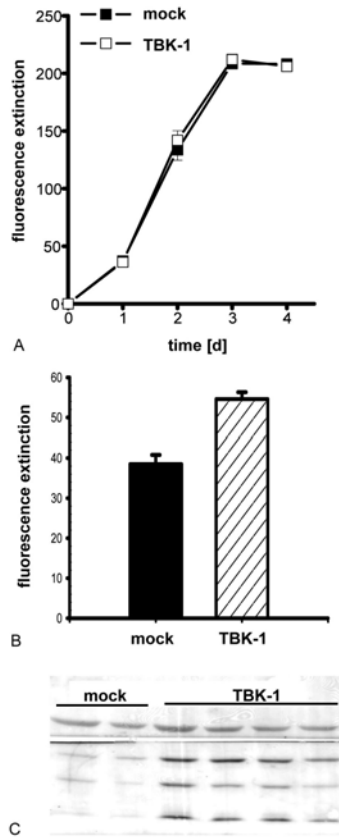 mock
TBK-1
fluorescence extinction
250
200
150
100
50
0
0 1 2 3 4
time [d]
A
fluorescence extinction
60
50
40
30
20
10
0
mock TBK-1
B
mock TBK-1
C